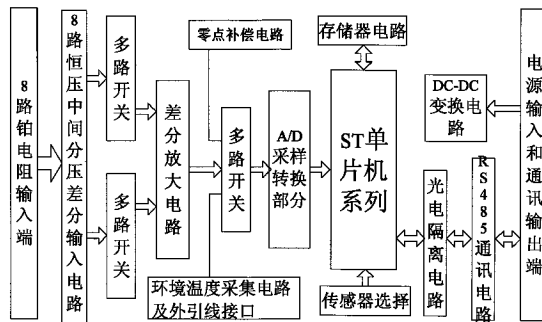 8路铂电阻输入端
8路恒压中间分压差分输入电路
多路开关
多路开关
差分放大电路
零点补偿电路
多路开关
环境温度采集电路
及外引线接口
A/D
采样
转换
部分
存储器电路
ST单
片机
系列
传感器选择
光电隔离电路
DC-DC
变换电
路
RS485通讯电路
电源输入和通讯输出端